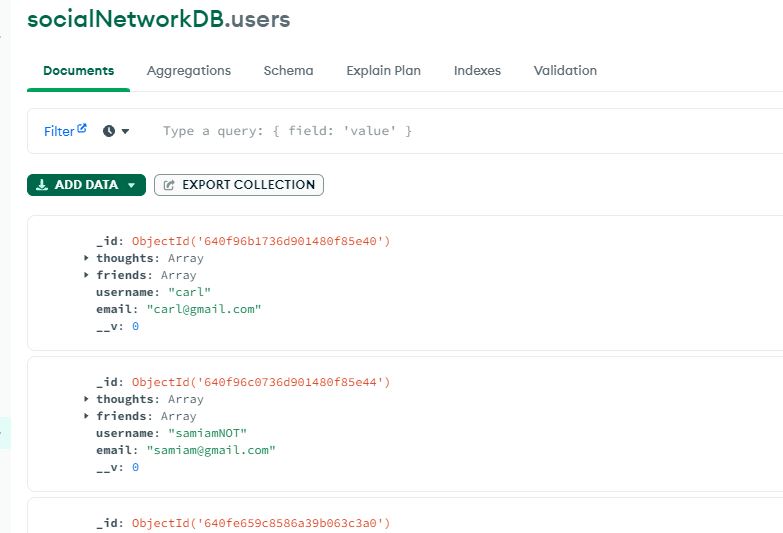 socialNetworkDB.users
Documents Aggregations Schema Explain Plan Indexes Validation
Filter Type a query: { field: 'value' }
ADD DATA EXPORT COLLECTION
_id: ObjectId('640f96b1736d901480f85e40')
thoughts: Array
friends: Array
username: "carl"
email: "carl@gmail.com"
__v: 0
_id: ObjectId('640f96c0736d901480f85e44')
thoughts: Array
friends: Array
username: "samiamNOT"
email: "samiam@gmail.com"
__v: 0
_id: ObjectId('640fe659c8586a39b063c3a0')